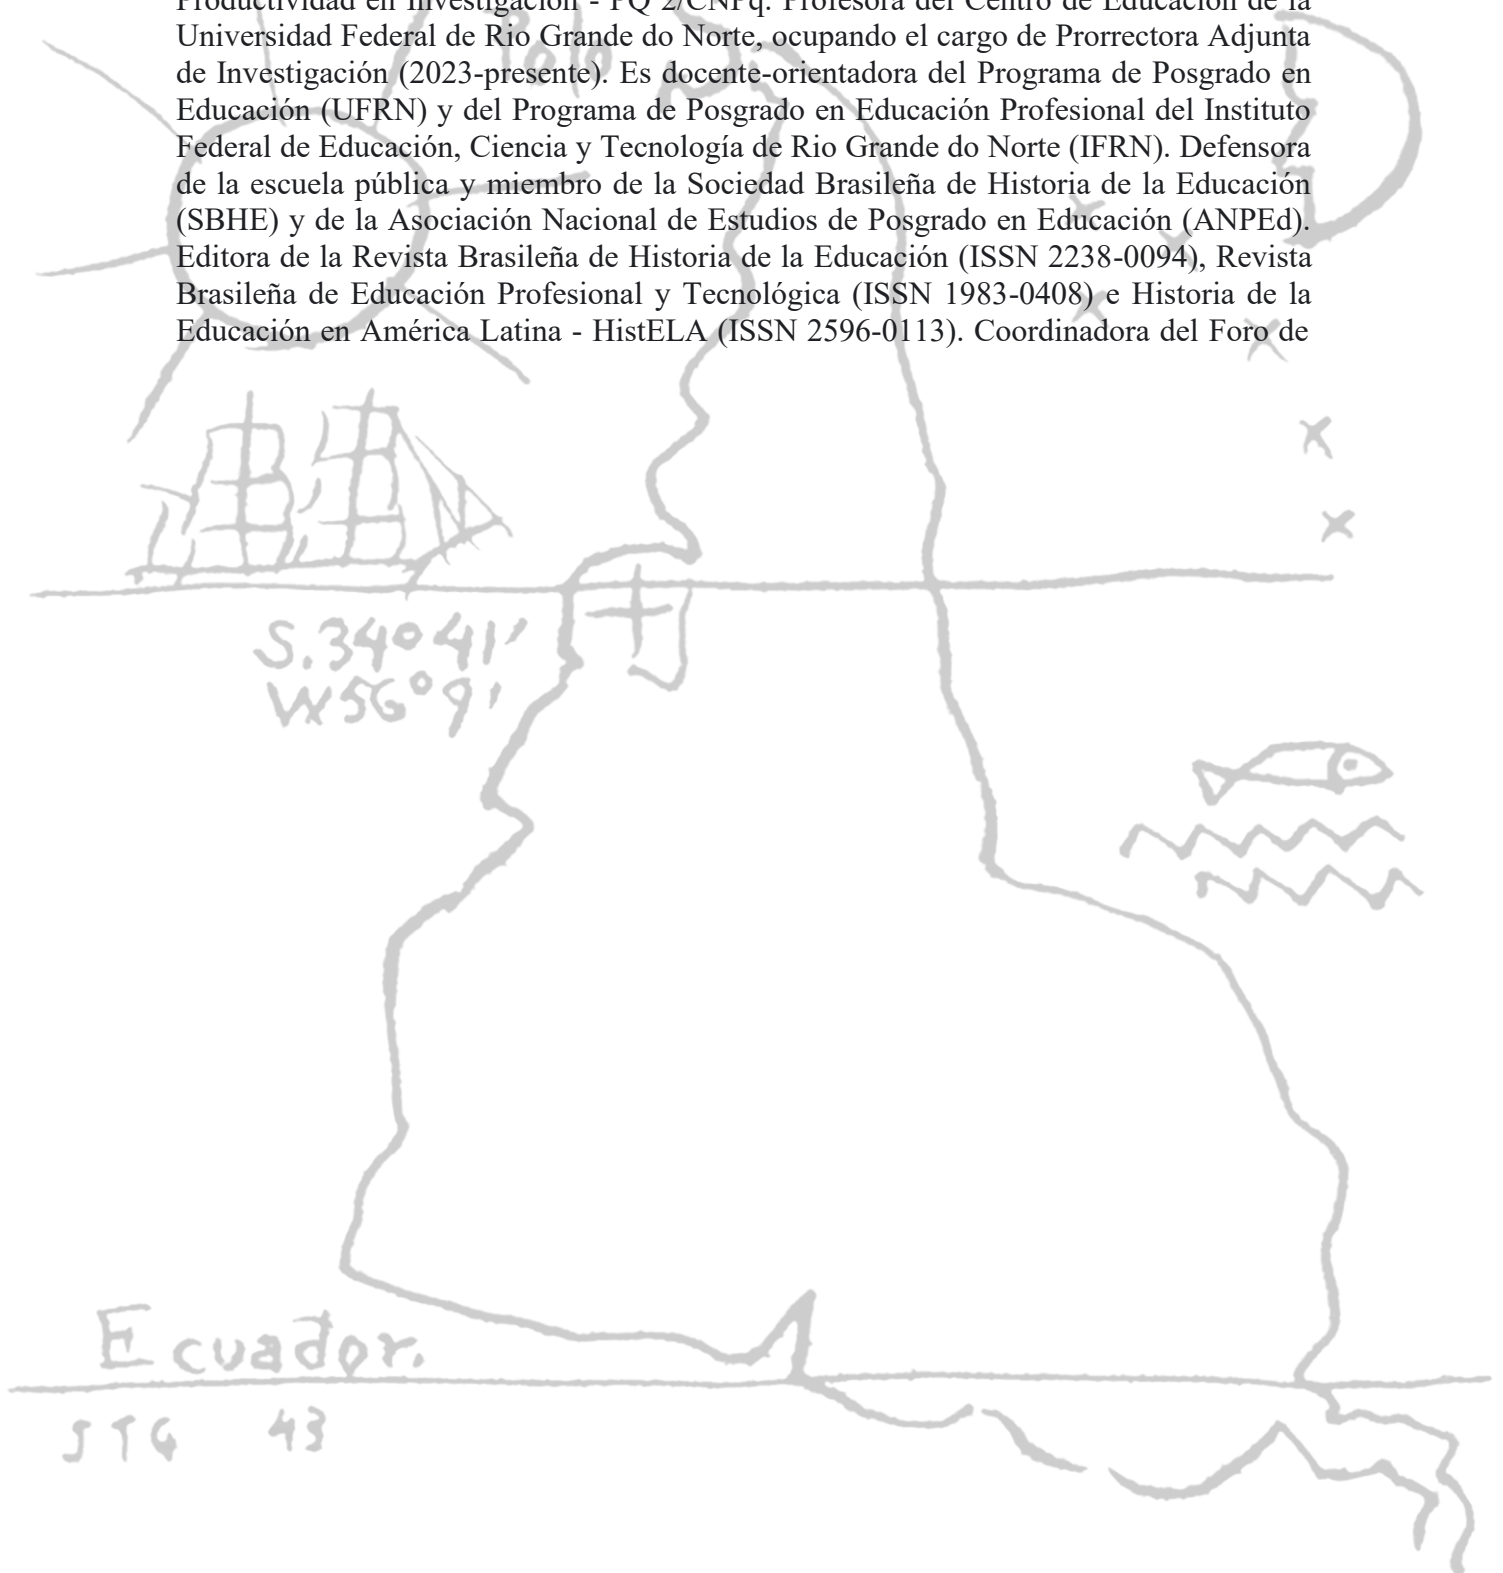 Productividad en Investigación - PQ 2/CNPq. Profesora del Centro de Educación de la
Universidad Federal de Rio Grande do Norte, ocupando el cargo de Prorrectora Adjunta
de Investigación (2023-presente). Es docente-orientadora del Programa de Posgrado en
Educación (UFRN) y del Programa de Posgrado en Educación Profesional del Instituto
Federal de Educación, Ciencia y Tecnología de Rio Grande do Norte (IFRN). Defensora
de la escuela pública y miembro de la Sociedad Brasileña de Historia de la Educación
(SBHE) y de la Asociación Nacional de Estudios de Posgrado en Educación (ANPEd).
Editora de la Revista Brasileña de Historia de la Educación (ISSN 2238-0094), Revista
Brasileña de Educación Profesional y Tecnológica (ISSN 1983-0408) e Historia de la
Educación en América Latina - HistELA (ISSN 2596-0113). Coordinadora del Foro de
S.34° 41'
W56° 9'
Ecuador.
JTG 43